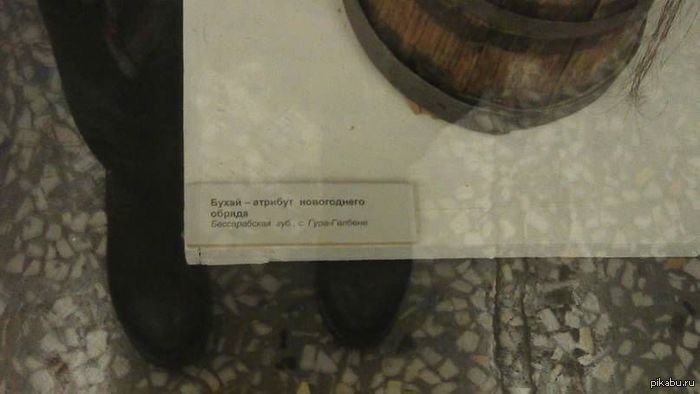 Бухай – атрибут новогоднего
обряда
Бессарабская губ., с. Гура-Галбене
pikabu.ru